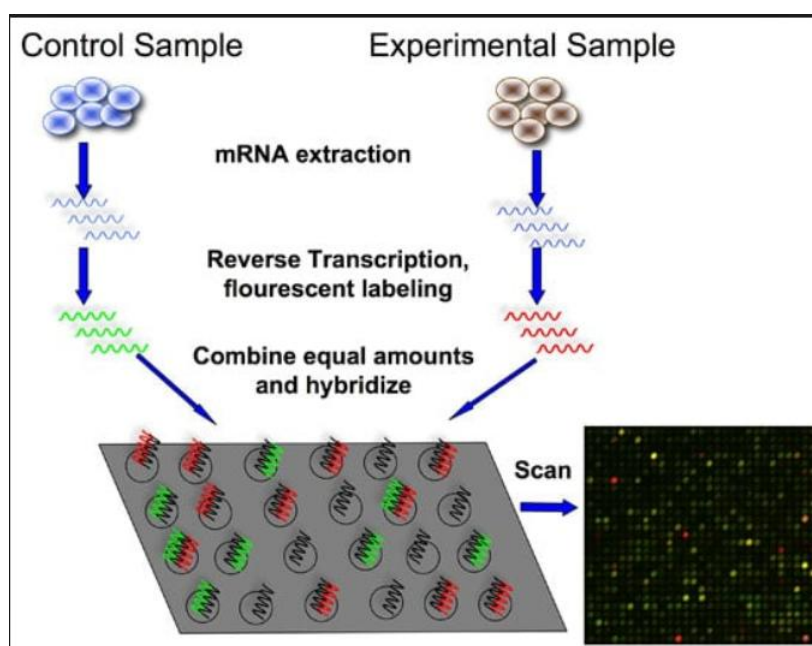 Control Sample
Experimental Sample
mRNA extraction
Reverse Transcription,
flourescent labeling
Combine equal amounts
and hybridize
Scan